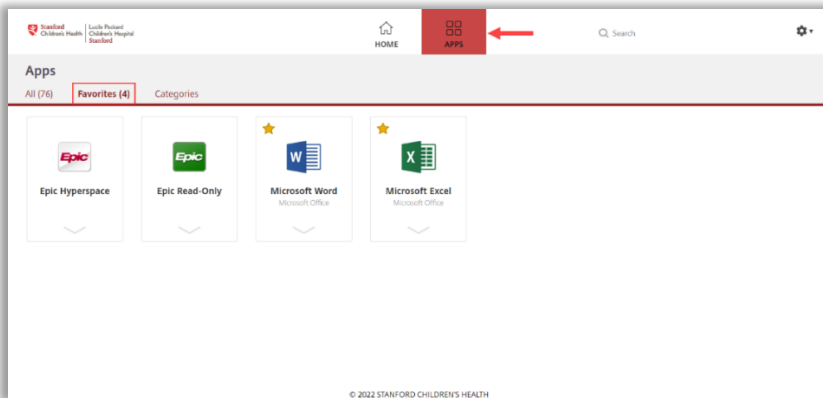 Stanford
Children's Health
Lucile Packard
Children's Hospital
Stanford
HOME
APPS
Search
Apps
All (76)
Favorites (4)
Categories
Epic
Epic Hyperspace
Epic
Epic Read-Only
W
Microsoft Word
Microsoft Office
X
Microsoft Excel
Microsoft Office
© 2022 STANFORD CHILDREN'S HEALTH